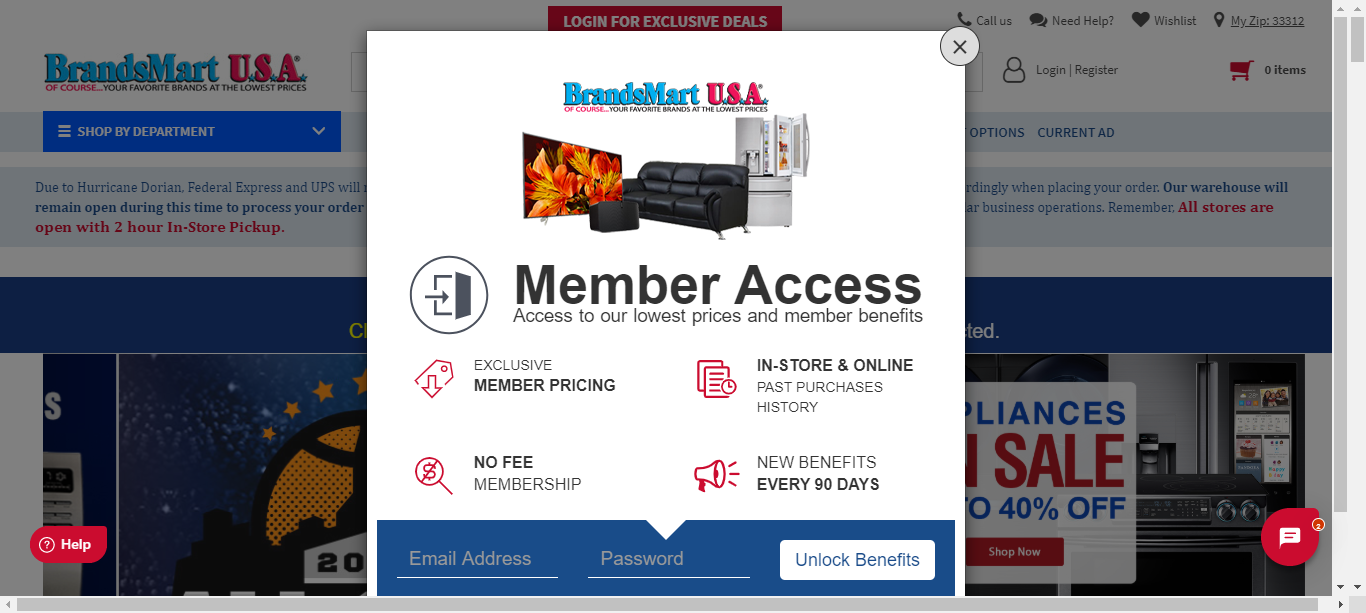 LOGIN FOR EXCLUSIVE DEALS
Call us
Need Help?
Wishlist
My Zip: 33312
BrandsMart U.S.A.
OF COURSE...YOUR FAVORITE BRANDS AT THE LOWEST PRICES
Login | Register
0 items
SHOP BY DEPARTMENT
OPTIONS
CURRENT AD
Due to Hurricane Dorian, Federal Express and UPS will
rdingly when placing your order. Our warehouse will
remain open during this time to process your order
ar business operations. Remember, All stores are
open with 2 hour In-Store Pickup.
BrandsMart U.S.A.
OF COURSE...YOUR FAVORITE BRANDS AT THE LOWEST PRICES
Member Access
Access to our lowest prices and member benefits
EXCLUSIVE
MEMBER PRICING
IN-STORE & ONLINE
PAST PURCHASES
HISTORY
NO FEE
MEMBERSHIP
NEW BENEFITS
EVERY 90 DAYS
Email Address
Password
Unlock Benefits
cted.
PLIANCES
N SALE
TO 40% OFF
Shop Now
S
20
Help
2